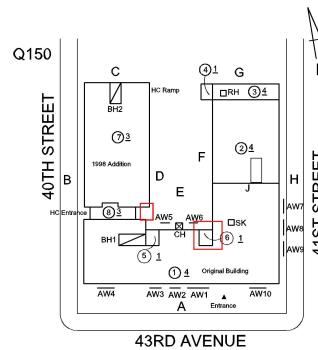 Q150
C
G
④ 1
HC Ramp
RH
③ 4
BH2
40TH STREET
⑦ 3
② 4
1998 Addition
F
D
J
B
E
H
41ST STREET
HC Entrance
⑧ 3
AW5
AW6
AW7
SK
CH
AW8
BH1
⑥ 1
AW9
⑤ 1
① 4
Original Building
AW4
AW3
AW2
AW1
AW10
A
Entrance
43RD AVENUE